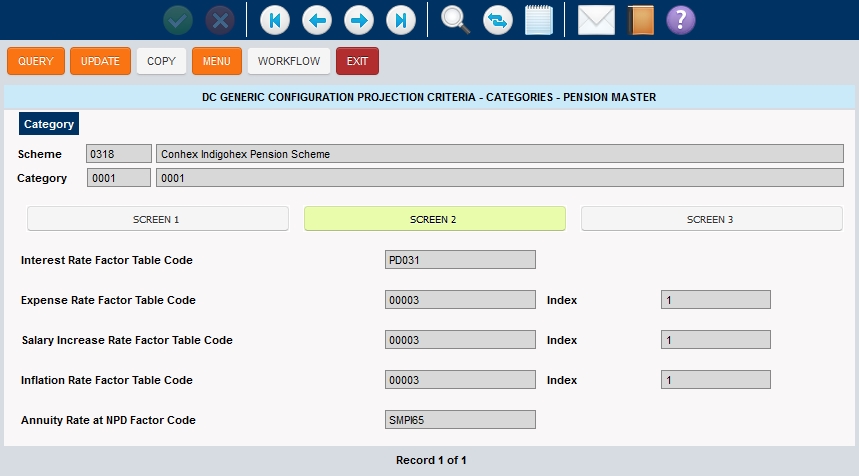 QUERY UPDATE COPY MENU WORKFLOW EXIT
DC GENERIC CONFIGURATION PROJECTION CRITERIA - CATEGORIES - PENSION MASTER
Category
Scheme 0318 Conhex Indigohex Pension Scheme
Category 0001 0001
SCREEN 1 SCREEN 2 SCREEN 3
Interest Rate Factor Table Code PD031
Expense Rate Factor Table Code 00003 Index 1
Salary Increase Rate Factor Table Code 00003 Index 1
Inflation Rate Factor Table Code 00003 Index 1
Annuity Rate at NPD Factor Code SMPI65
Record 1 of 1